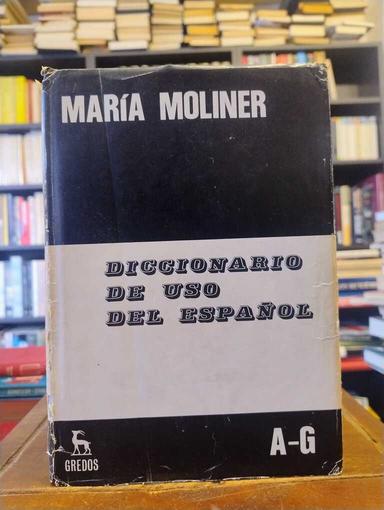 MARÍA MOLINER
DICCIONARIO
DE USO
DEL ESPAÑOL
A-G
GREDOS